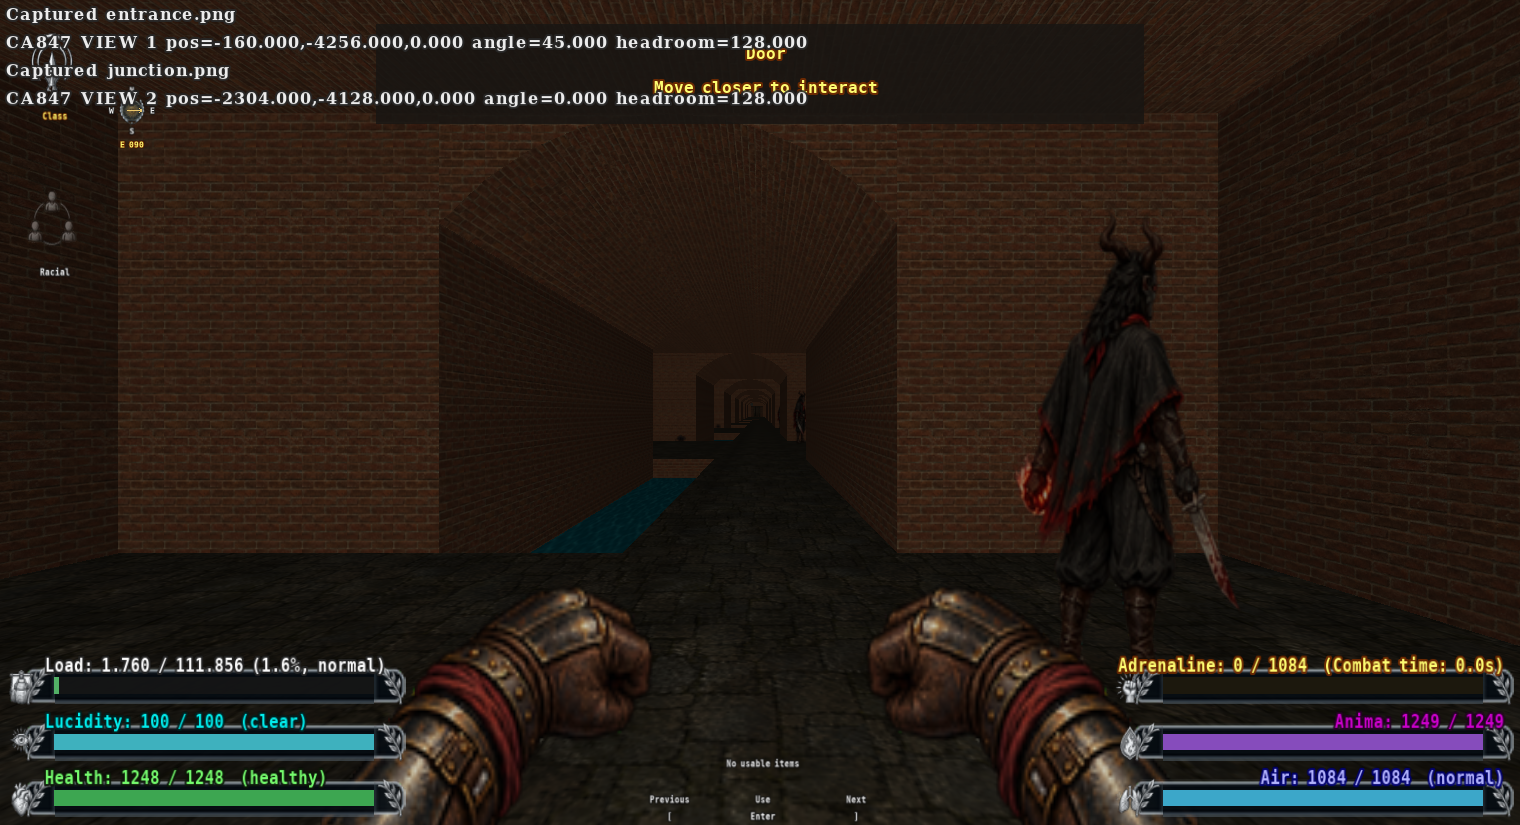 Captured entrance.png
CA847 VIEW 1 pos=-160.000,-4256.000,0.000 angle=45.000 headroom=128.000
Door
Captured junction.png
Move closer to interact
CA847 VIEW 2 pos=-2304.000,-4128.000,0.000 angle=0.000 headroom=128.000
Class
W
E
S
E 090
Racial
Load: 1.760 / 111.856 (1.6%, normal)
Lucidity: 100 / 100 (clear)
Health: 1248 / 1248 (healthy)
Adrenaline: 0 / 1084 (Combat time: 0.0s)
Anima: 1249 / 1249
Air: 1084 / 1084 (normal)
No usable items
Previous Use Next
[ Enter ]